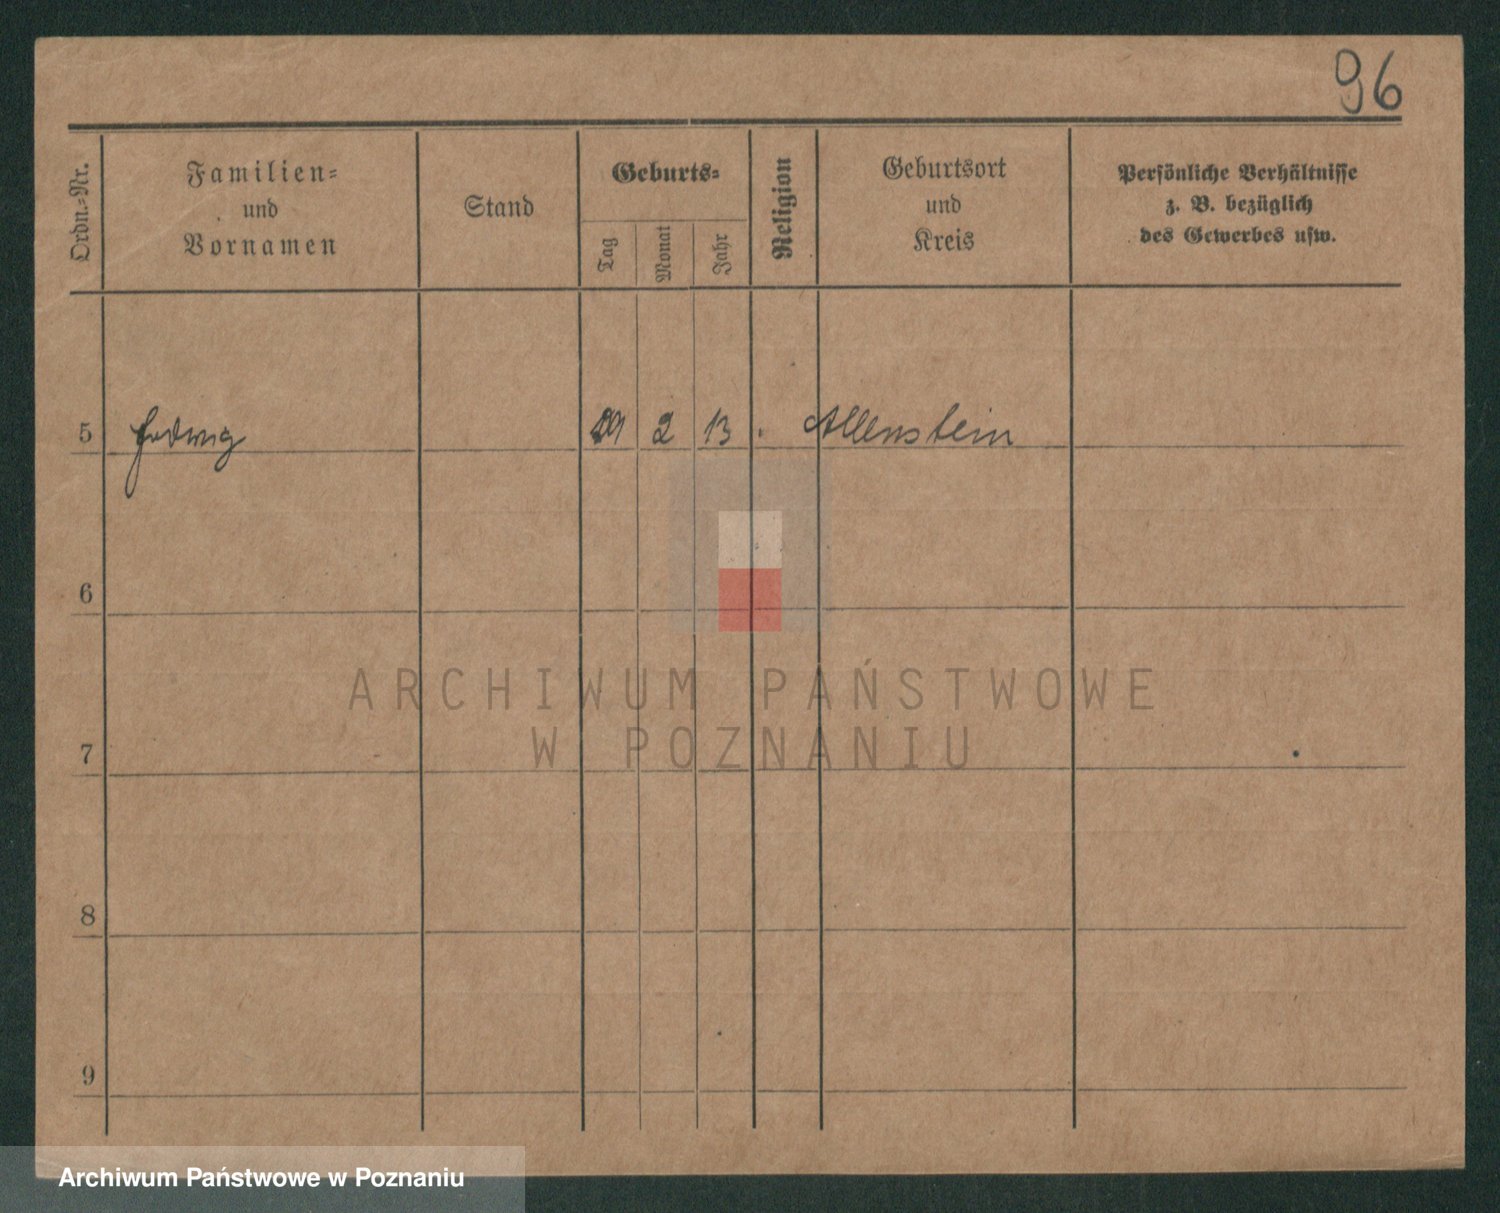 96
Ordn.-Nr.
Familien-
und
Vornamen
Stand
Geburts-
Tag
Monat
Jahr
Religion
Geburtsort
und
Kreis
Persönliche Verhältnisse
z. B. bezüglich
des Gewerbes usw.
5 Hedwig 2 13 Allenstein
6
ARCHIWUM PAŃSTWOWE
W POZNANIU
7
8
9
Archiwum Państwowe w Poznaniu